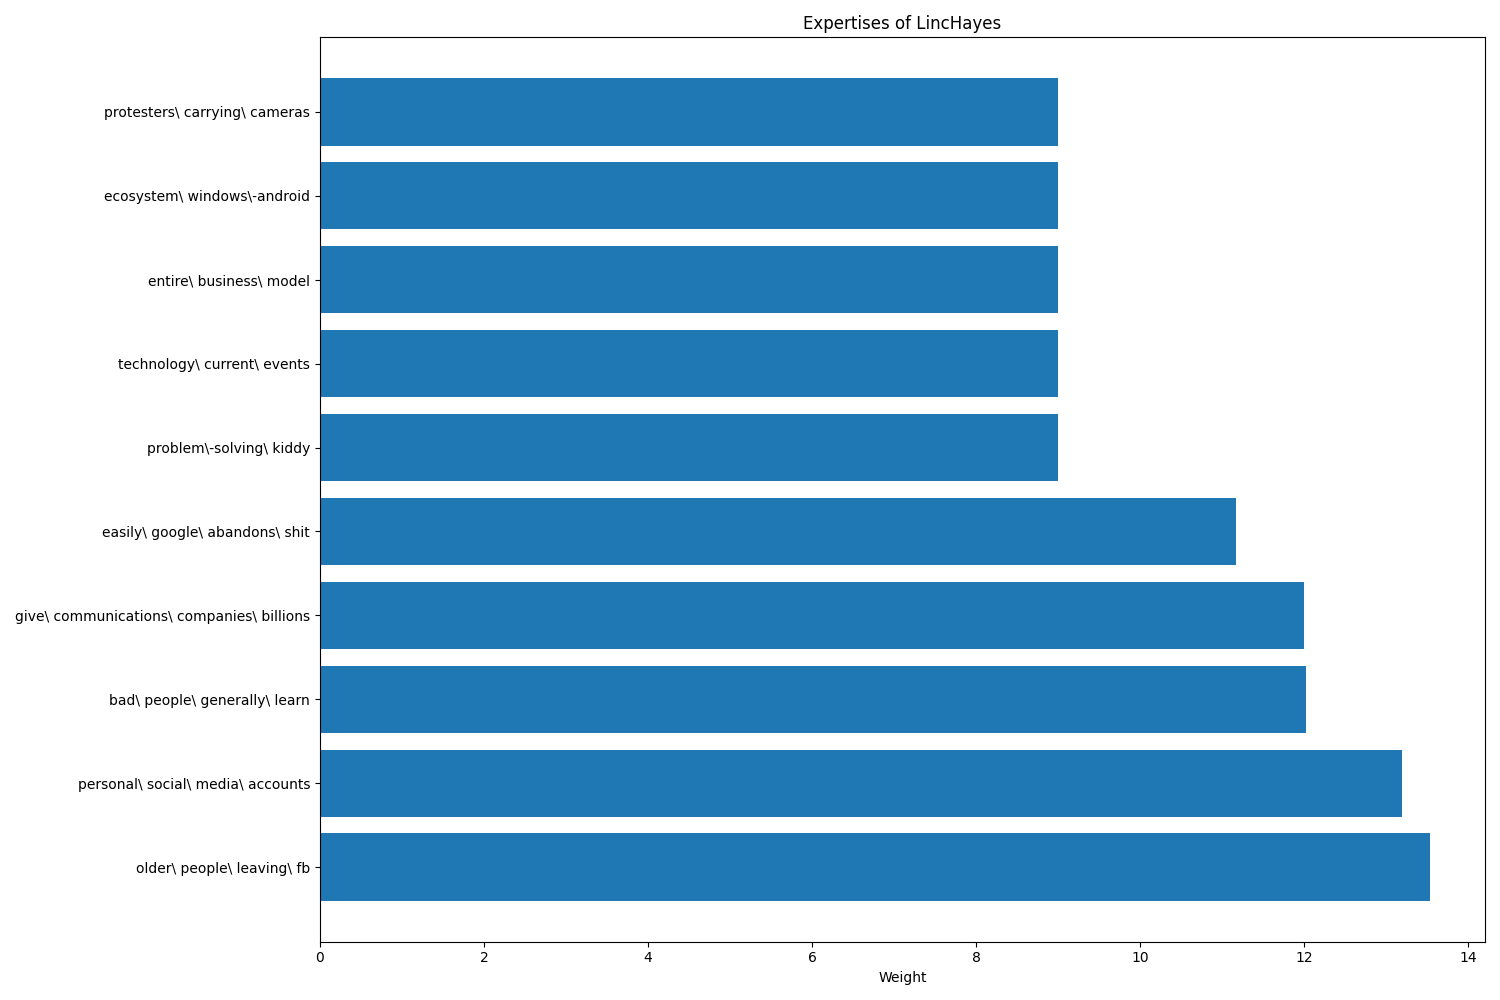 Expertises of LincHayes
protesters\ carrying\ cameras
ecosystem\ windows\-android
entire\ business\ model
technology\ current\ events
problem\-solving\ kiddy
easily\ google\ abandons\ shit
give\ communications\ companies\ billions
bad\ people\ generally\ learn
personal\ social\ media\ accounts
older\ people\ leaving\ fb
0 2 4 6 8 10 12 14
Weight